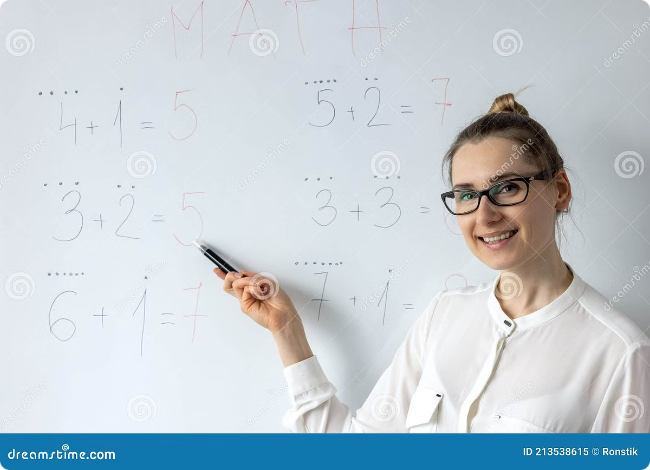 MATH
4 + 1 = 5
5 + 2 = 7
3 + 2 = 5
3 + 3 =
6 + 1 = 7
7 + 1 =
dreamstime.com
ID 213538615 © Ronstik